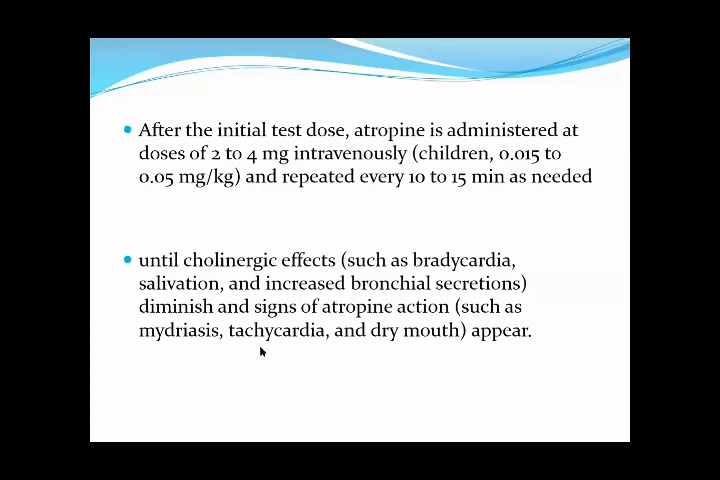 After the initial test dose, atropine is administered at
doses of 2 to 4 mg intravenously (children, 0.015 to
0.05 mg/kg) and repeated every 10 to 15 min as needed
until cholinergic effects (such as bradycardia,
salivation, and increased bronchial secretions)
diminish and signs of atropine action (such as
mydriasis, tachycardia, and dry mouth) appear.